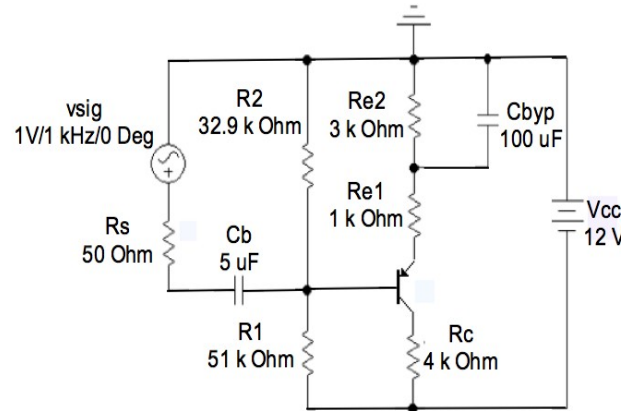 vsig
1V/1 kHz/0 Deg
+
Rs
50 Ohm
Cb
5 uF
R2
32.9 k Ohm
Re2
3 k Ohm
Cbyp
100 uF
Re1
1 k Ohm
Vcc
12 V
R1
51 k Ohm
Rc
4 k Ohm